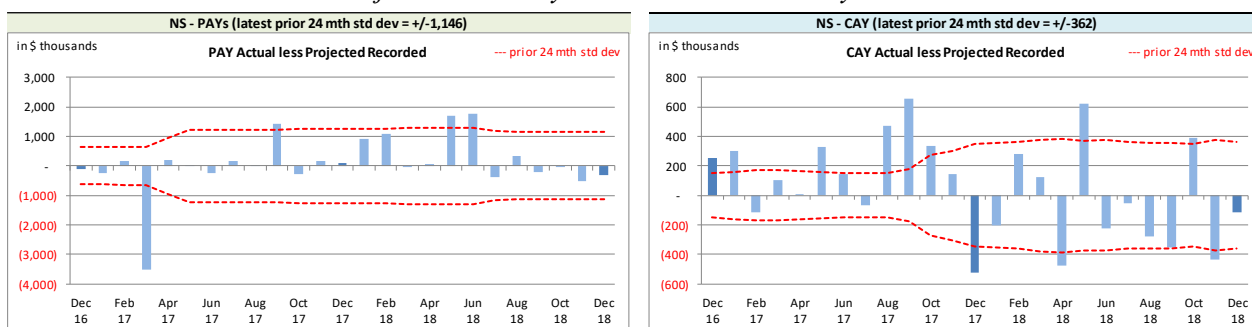 NS - PAYs (latest prior 24 mth std dev = +/-1,146)
in $ thousands
PAY Actual less Projected Recorded
--- prior 24 mth std dev
3,000
2,000
1,000
-
(1,000)
(2,000)
(3,000)
(4,000)
Dec Feb Apr Jun Aug Oct Dec Feb Apr Jun Aug Oct Dec
16 17 17 17 17 17 17 18 18 18 18 18 18
NS - CAY (latest prior 24 mth std dev = +/-362)
in $ thousands
CAY Actual less Projected Recorded
--- prior 24 mth std dev
800
600
400
200
-
(200)
(400)
(600)
Dec Feb Apr Jun Aug Oct Dec Feb Apr Jun Aug Oct Dec
16 17 17 17 17 17 17 18 18 18 18 18 18